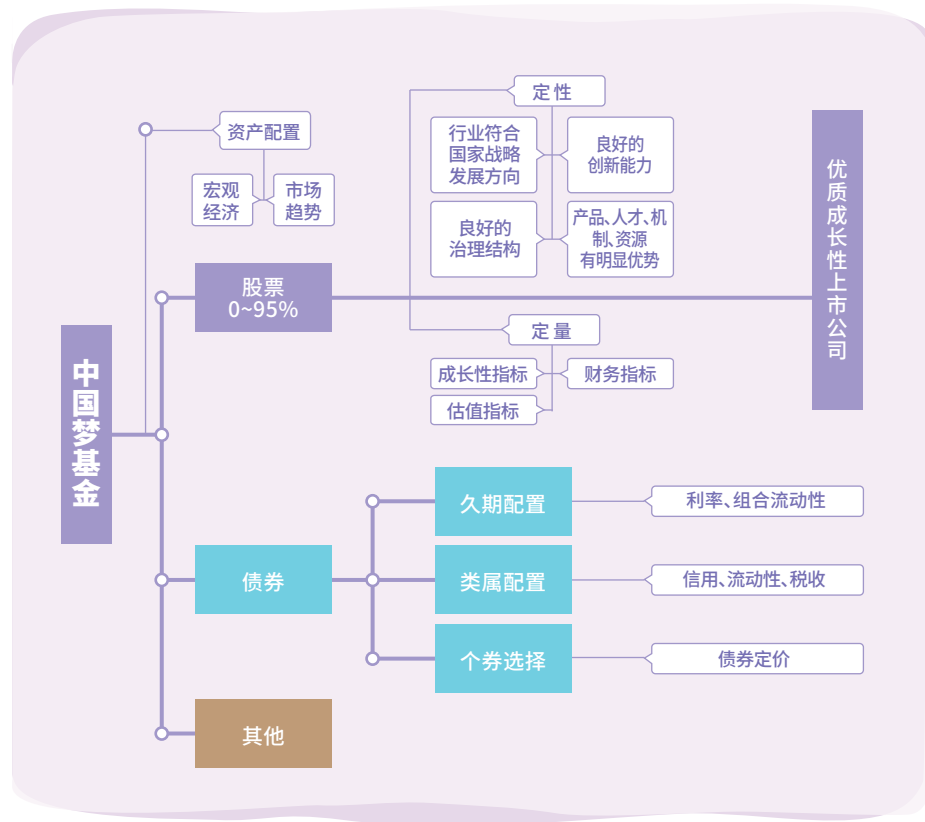 中国梦基金
资产配置
宏观
经济
市场
趋势
股票
0~95%
定性
行业符合
国家战略
发展方向
良好的
创新能力
良好的
治理结构
产品、人才、机
制、资源
有明显优势
定量
成长性指标
财务指标
估值指标
优质成长性上市公司
债券
久期配置
利率、组合流动性
类属配置
信用、流动性、税收
个券选择
债券定价
其他